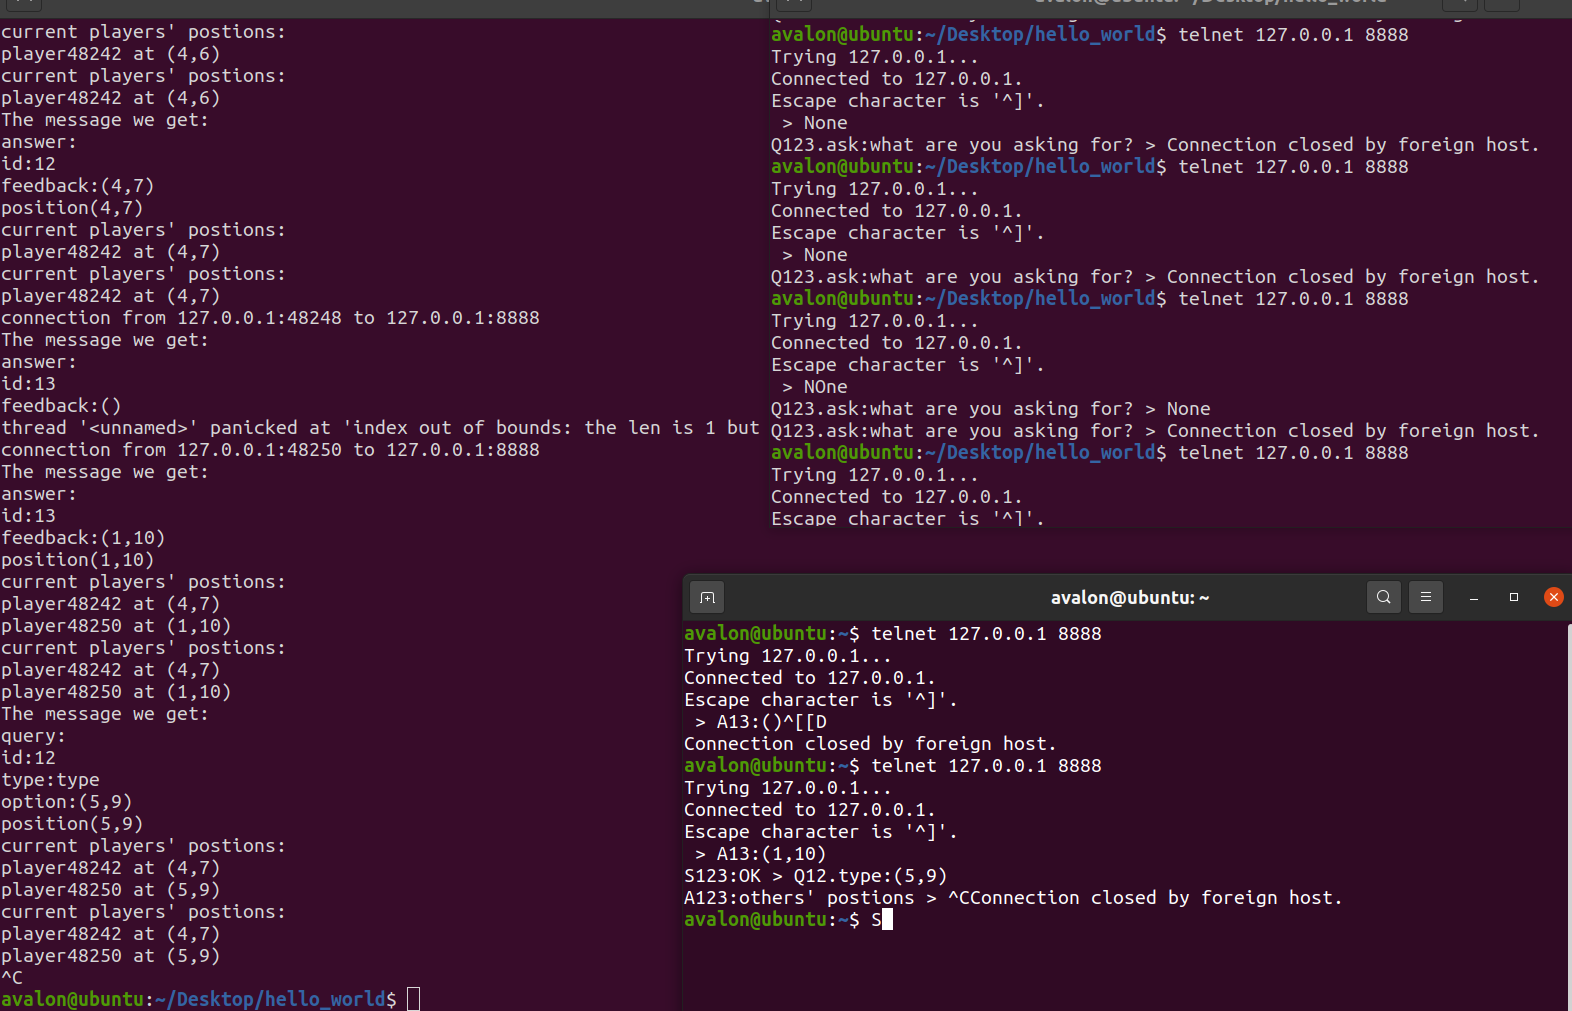 current players' postions:
player48242 at (4,6)
current players' postions:
player48242 at (4,6)
The message we get:
answer:
id:12
feedback:(4,7)
position(4,7)
current players' postions:
player48242 at (4,7)
current players' postions:
player48242 at (4,7)
connection from 127.0.0.1:48248 to 127.0.0.1:8888
The message we get:
answer:
id:13
feedback:()
thread '<unnamed>' panicked at 'index out of bounds: the len is 1 but
connection from 127.0.0.1:48250 to 127.0.0.1:8888
The message we get:
answer:
id:13
feedback:(1,10)
position(1,10)
current players' postions:
player48242 at (4,7)
player48250 at (1,10)
current players' postions:
player48242 at (4,7)
player48250 at (1,10)
The message we get:
query:
id:12
type:type
option:(5,9)
position(5,9)
current players' postions:
player48242 at (4,7)
player48250 at (5,9)
current players' postions:
player48242 at (4,7)
player48250 at (5,9)
^C
avalon@ubuntu:~/Desktop/hello_world$
avalon@ubuntu: ~/Desktop/hello_world
avalon@ubuntu:~/Desktop/hello_world$ telnet 127.0.0.1 8888
Trying 127.0.0.1...
Connected to 127.0.0.1.
Escape character is '^]'.
 > None
Q123.ask:what are you asking for? > Connection closed by foreign host.
avalon@ubuntu:~/Desktop/hello_world$ telnet 127.0.0.1 8888
Trying 127.0.0.1...
Connected to 127.0.0.1.
Escape character is '^]'.
 > None
Q123.ask:what are you asking for? > Connection closed by foreign host.
avalon@ubuntu:~/Desktop/hello_world$ telnet 127.0.0.1 8888
Trying 127.0.0.1...
Connected to 127.0.0.1.
Escape character is '^]'.
 > NOne
Q123.ask:what are you asking for? > None
Q123.ask:what are you asking for? > Connection closed by foreign host.
avalon@ubuntu:~/Desktop/hello_world$ telnet 127.0.0.1 8888
Trying 127.0.0.1...
Connected to 127.0.0.1.
Escape character is '^]'.
avalon@ubuntu: ~
avalon@ubuntu:~$ telnet 127.0.0.1 8888
Trying 127.0.0.1...
Connected to 127.0.0.1.
Escape character is '^]'.
 > A13:()^[[D
Connection closed by foreign host.
avalon@ubuntu:~$ telnet 127.0.0.1 8888
Trying 127.0.0.1...
Connected to 127.0.0.1.
Escape character is '^]'.
 > A13:(1,10)
S123:OK > Q12.type:(5,9)
A123:others' postions > ^CConnection closed by foreign host.
avalon@ubuntu:~$ S